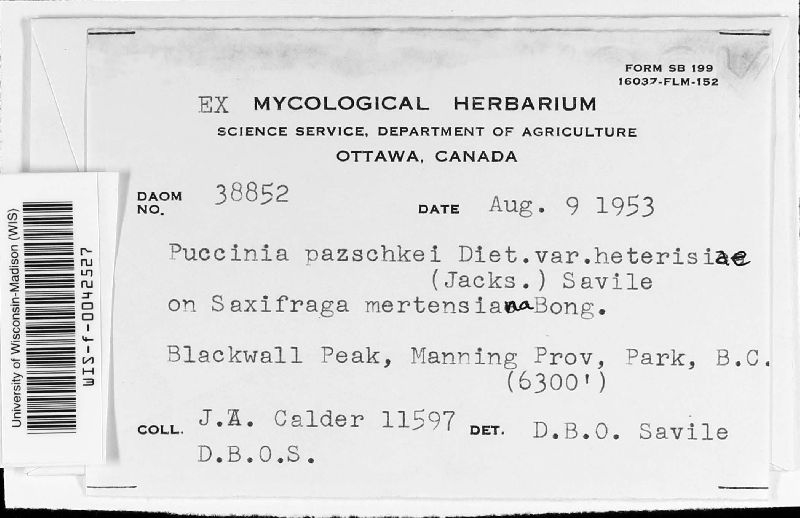 FORM SB 199
16037-FLM-152
EX MYCOLOGICAL HERBARIUM
SCIENCE SERVICE, DEPARTMENT OF AGRICULTURE
OTTAWA, CANADA
DAOM NO. 38852
DATE Aug. 9 1953
Puccinia pazschkei Diet.var.heterisiae
(Jacks.) Savile
on Saxifraga mertensiana Bong.
Blackwall Peak, Manning Prov, Park, B.C.
(6300')
COLL. J.A. Calder 11597 DET. D.B.O. Savile
D.B.O.S.
University of Wisconsin-Madison (WIS)
WIS-f-0042527